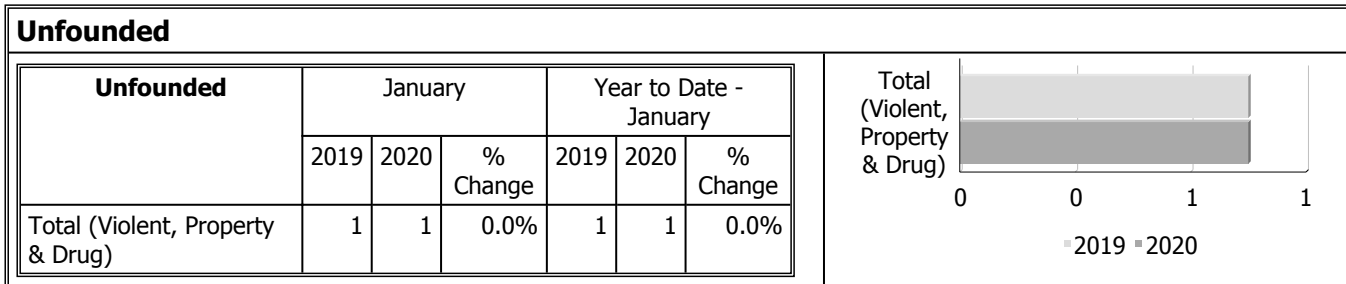 Unfounded
Unfounded January Year to Date -
January
2019 2020 % 2019 2020 %
Change Change
Total (Violent, Property 1 1 0.0% 1 1 0.0%
& Drug)
Total
(Violent,
Property
& Drug)
0 0 1 1
2019 2020